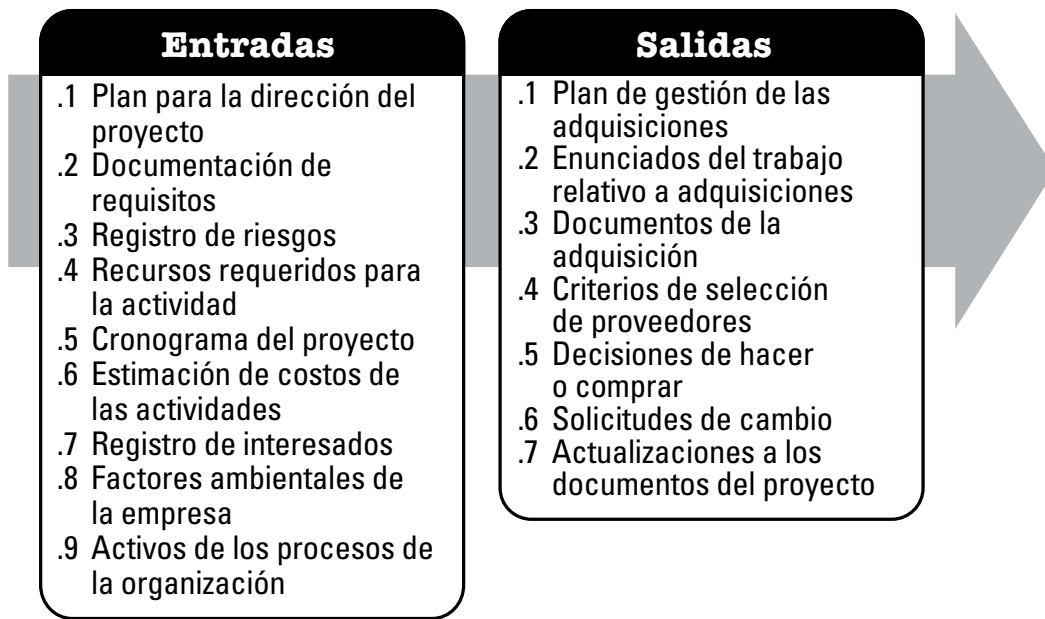 Entradas
.1 Plan para la dirección del
proyecto
.2 Documentación de
requisitos
.3 Registro de riesgos
.4 Recursos requeridos para
la actividad
.5 Cronograma del proyecto
.6 Estimación de costos de
las actividades
.7 Registro de interesados
.8 Factores ambientales de
la empresa
.9 Activos de los procesos de
la organización
Salidas
.1 Plan de gestión de las
adquisiciones
.2 Enunciados del trabajo
relativo a adquisiciones
.3 Documentos de la
adquisición
.4 Criterios de selección
de proveedores
.5 Decisiones de hacer
o comprar
.6 Solicitudes de cambio
.7 Actualizaciones a los
documentos del proyecto